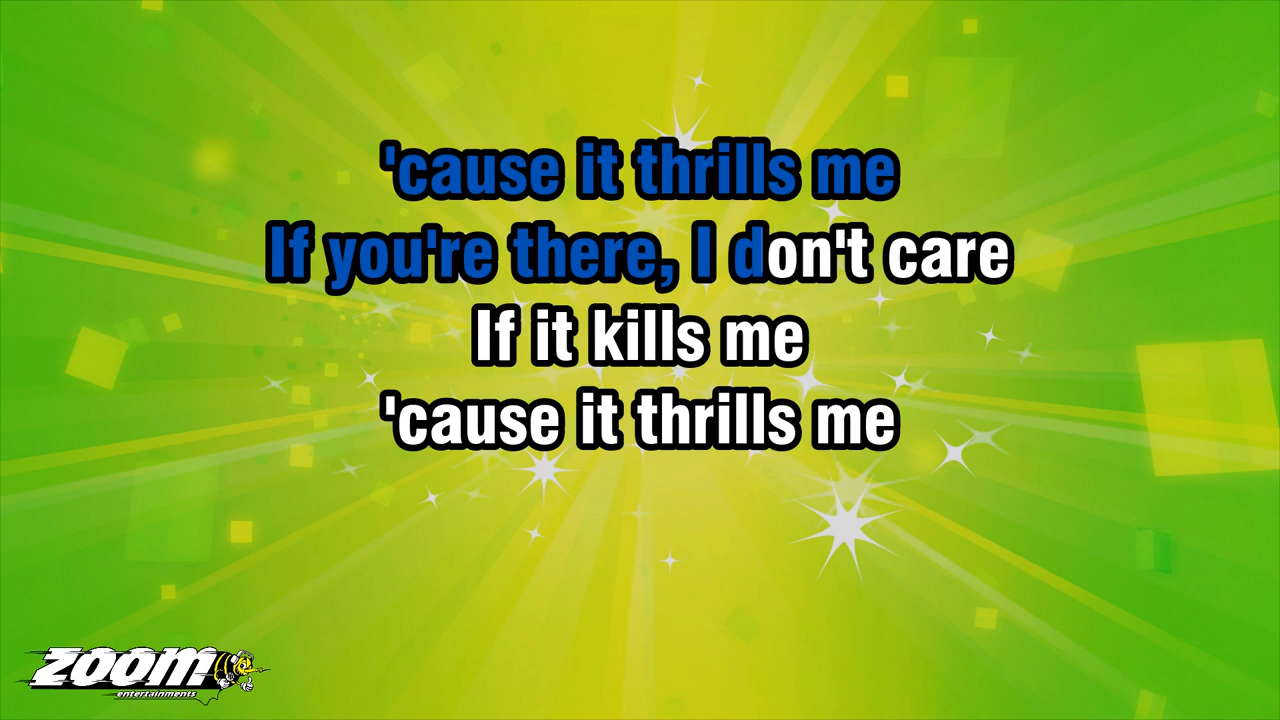 'cause it thrills me
If you're there, I don't care
If it kills me
'cause it thrills me
zoom
entertainments